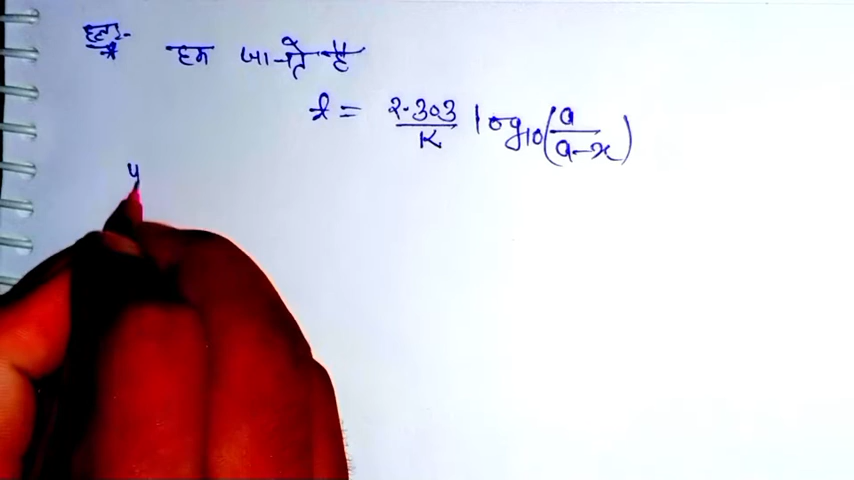 हल:-
हम जानते है
t = 2.303/K log₁₀(a/a-x)